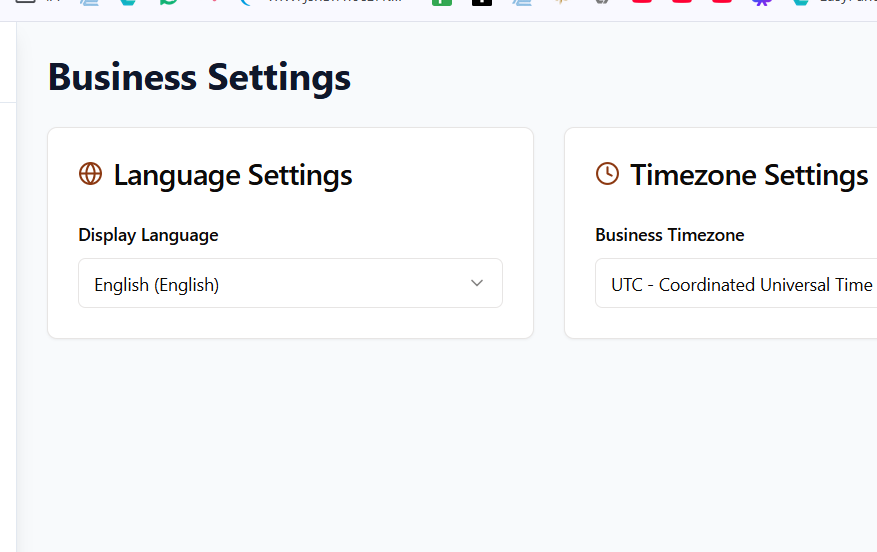 Business Settings
Language Settings
Display Language
English (English)
Timezone Settings
Business Timezone
UTC - Coordinated Universal Time